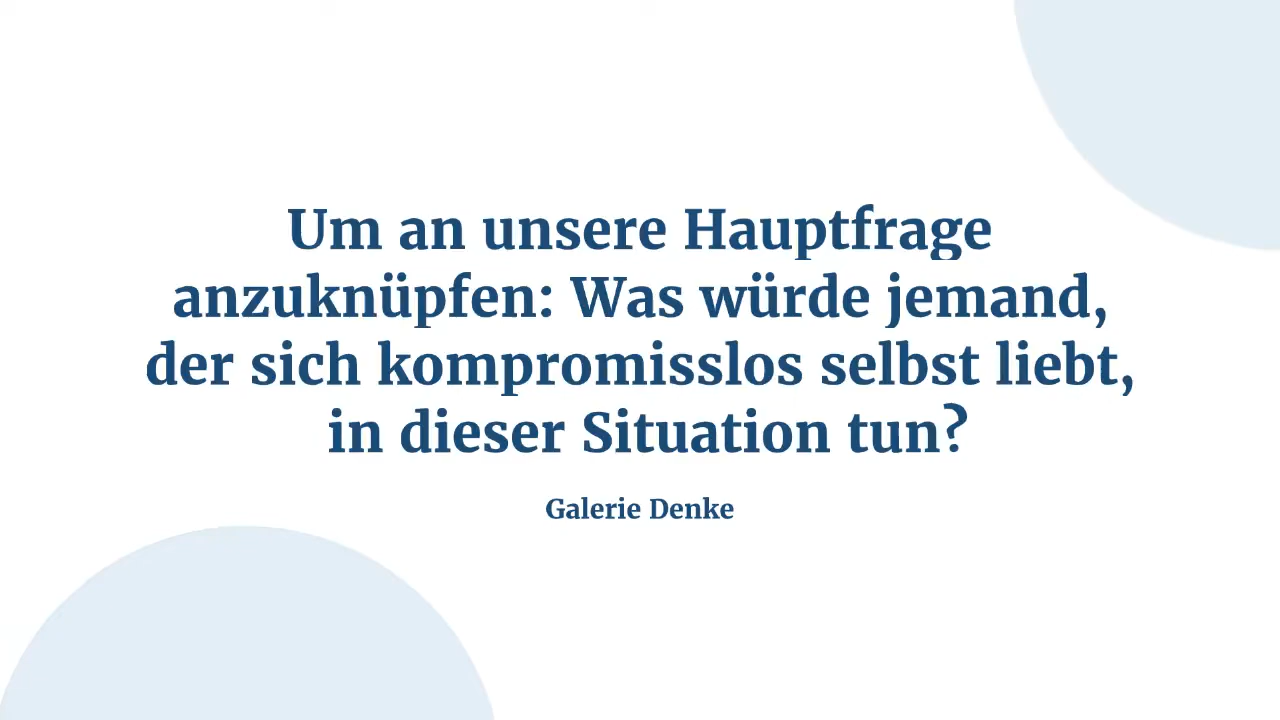 Um an unsere Hauptfrage
anzuknüpfen: Was würde jemand,
der sich kompromisslos selbst liebt,
in dieser Situation tun?
Galerie Denke